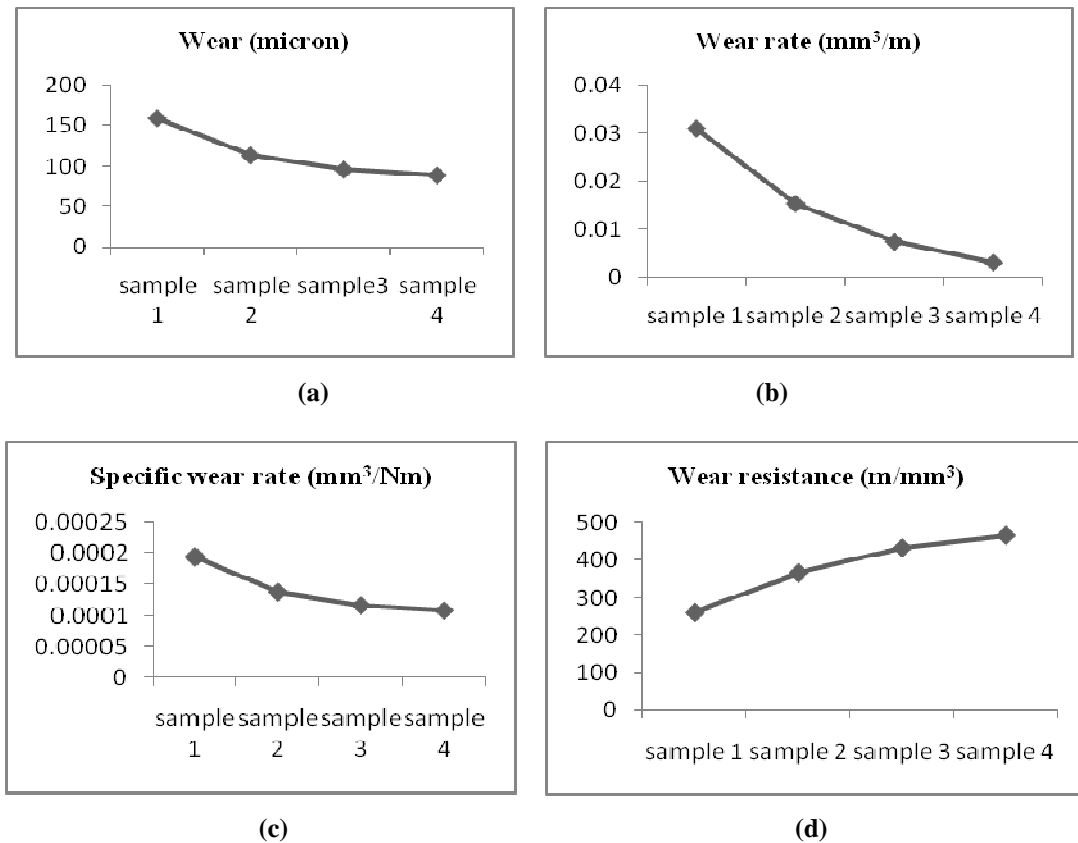 Wear (micron)
200
150
100
50
0
sample 1
sample 2
sample3
sample 4
(a)
Wear rate (mm³/m)
0.04
0.03
0.02
0.01
0
sample 1 sample 2 sample 3 sample 4
(b)
Specific wear rate (mm³/Nm)
0.00025
0.0002
0.00015
0.0001
0.00005
0
sample 1
sample 2
sample 3
sample 4
(c)
Wear resistance (m/mm³)
500
400
300
200
100
0
sample 1 sample 2 sample 3 sample 4
(d)